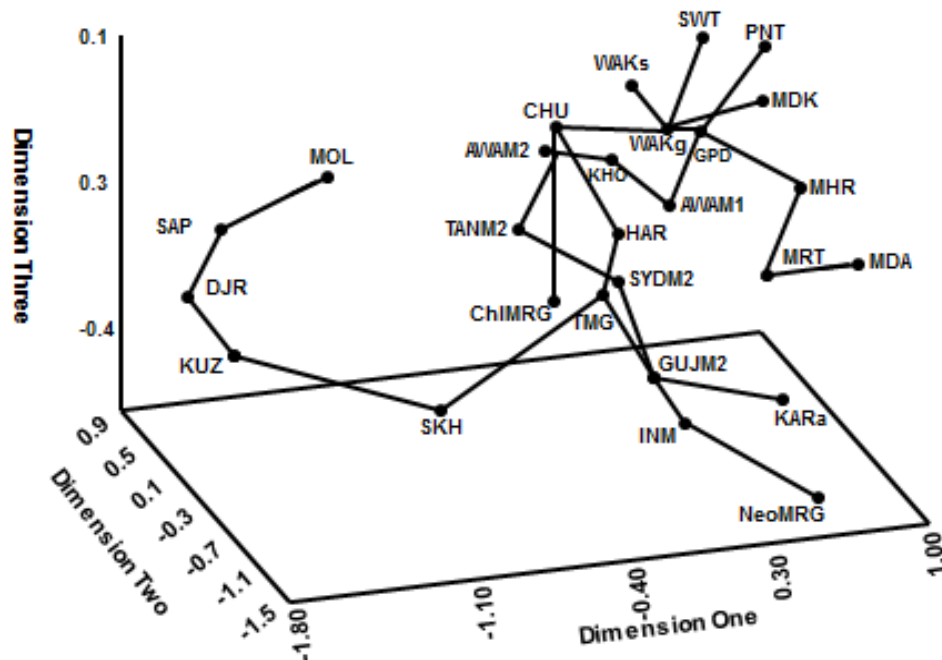 SWT
0.1
PNT
WAKs
MDK
CHU
WAKg
GPD
AWAM2
MOL
KHO
0.3
MHR
AWAM1
SAP
TANM2
HAR
MRT
MDA
SYDM2
DJR
ChIMRG
TMG
-0.4
KUZ
GUJM2
KARa
SKH
INM
NeoMRG
Dimension Three
0.9
0.5
0.1
-0.3
-0.7
-1.1
-1.5
Dimension Two
-1.80
-1.10
-0.40
0.30
1.00
Dimension One